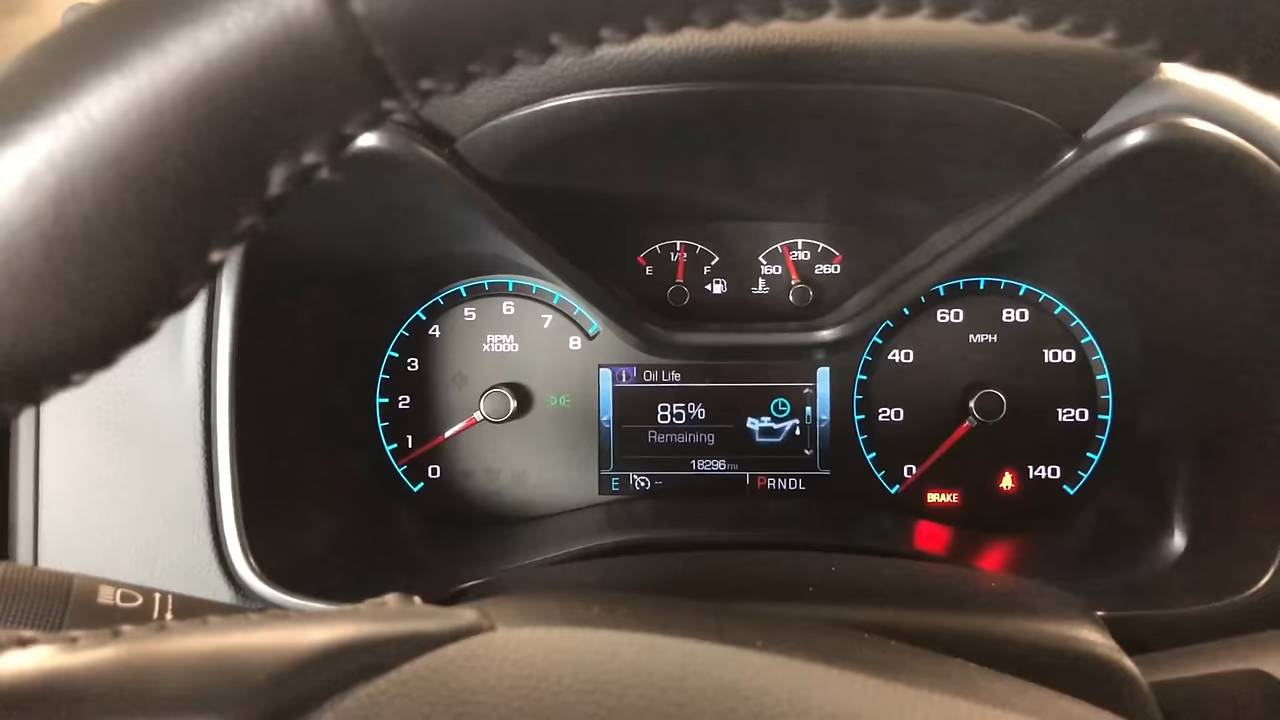 E 1/2 F
160 210 260
0 1 2 3 4 5 6 7 8
RPM
X1000
i Oil Life
85%
Remaining
18296 mi
E -- PRNDL
0 20 40 60 80 100 120 140
MPH
BRAKE